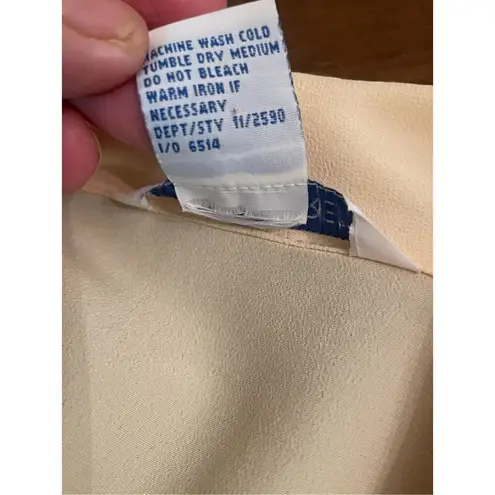 MACHINE WASH COLD
TUMBLE DRY MEDIUM
DO NOT BLEACH
WARM IRON IF
NECESSARY
DEPT/STY 11/2590
I/O 6514